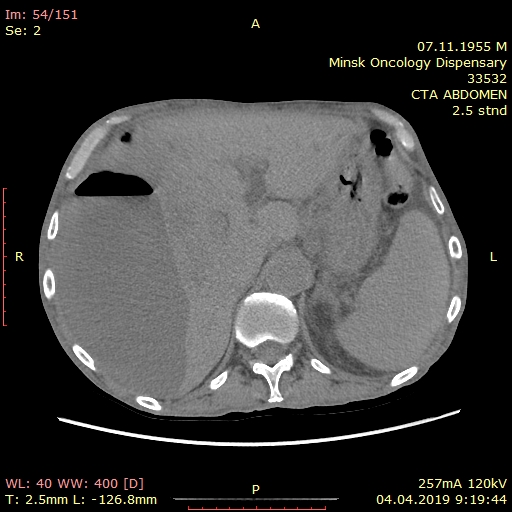 Im: 54/151
Se: 2
A
07.11.1955 M
Minsk Oncology Dispensary
33532
CTA ABDOMEN
2.5 stnd
R
L
WL: 40 WW: 400 [D]
T: 2.5mm L: -126.8mm
P
257mA 120kV
04.04.2019 9:19:44